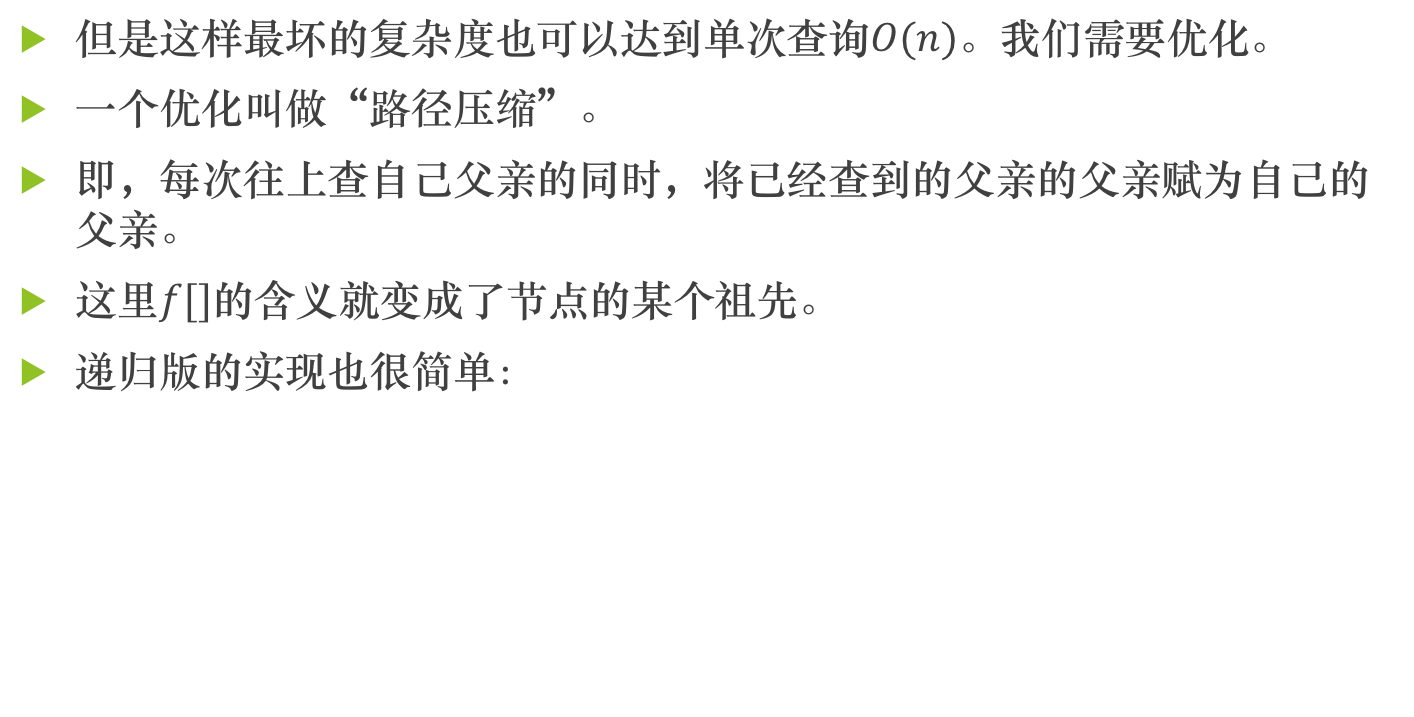 但是这样最坏的复杂度也可以达到单次查询O(n)。我们需要优化。
一个优化叫做“路径压缩”。
即，每次往上查自己父亲的同时，将已经查到的父亲的父亲赋为自己的
父亲。
这里f[]的含义就变成了节点的某个祖先。
递归版的实现也很简单：